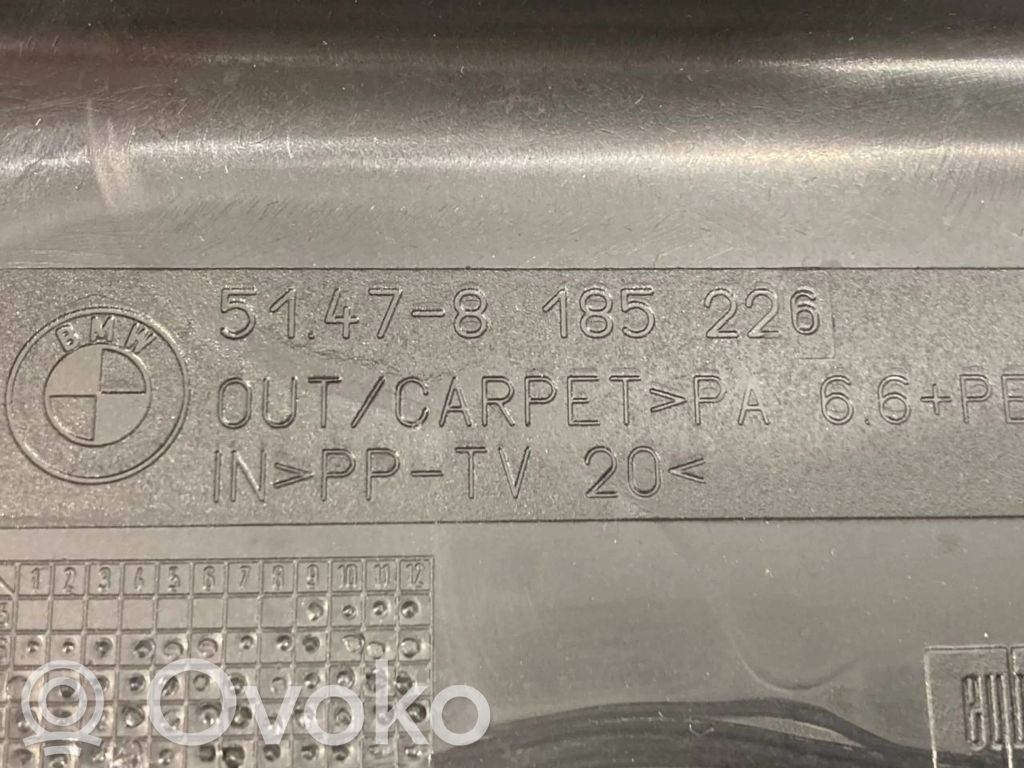 51.47-8 185 226
BMW
OUT/CARPET>PA 6.6+PE
IN>PP-TV 20<
1 2 3 4 5 6 7 8 9 10 11 12
Ovoko